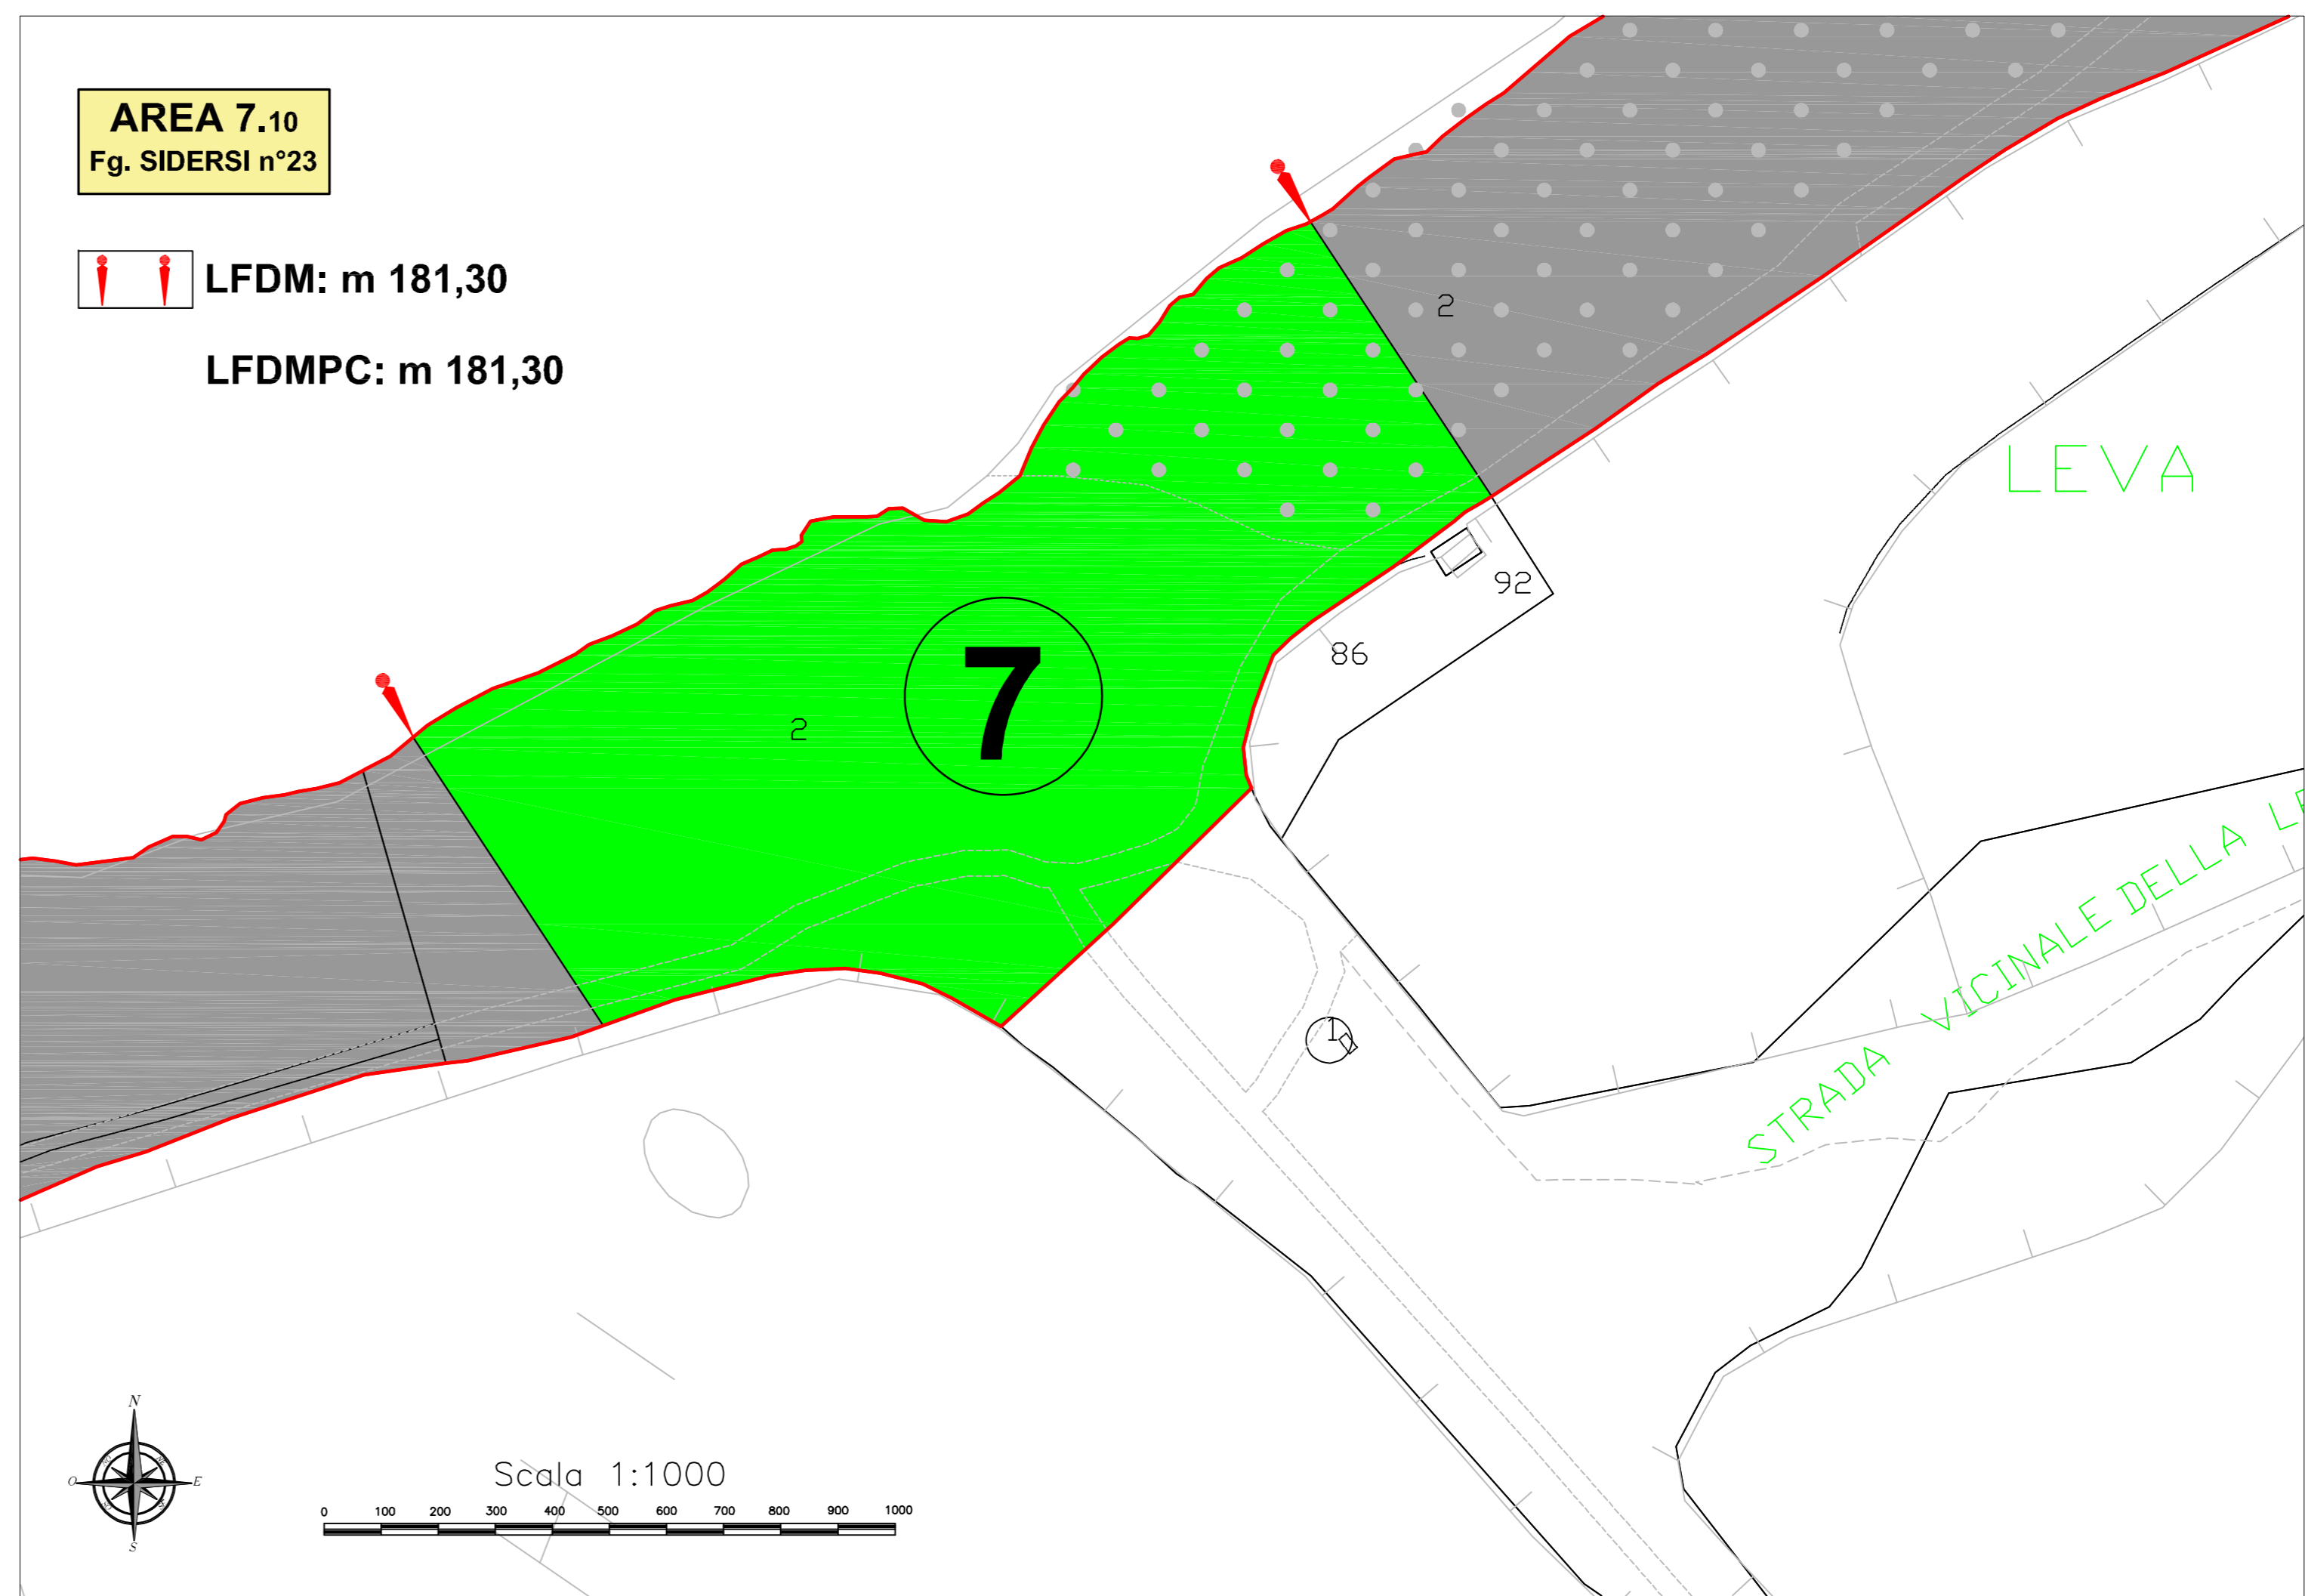 AREA 7.10
Fg. SIDERSI n°23
LFDM: m 181,30
LFDMPC: m 181,30
2
LEVA
92
86
7
2
STRADA VICINALE DELLA LE
1
N
O
E
S
Scala 1:1000
0 100 200 300 400 500 600 700 800 900 1000